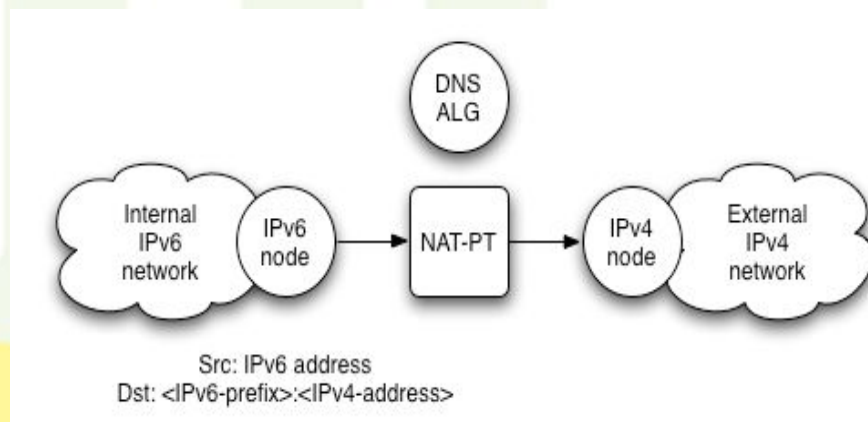 DNS
ALG
Internal
IPv6
network
IPv6
node
NAT-PT
IPv4
node
External
IPv4
network
Src: IPv6 address
Dst: <IPv6-prefix>:<IPv4-address>